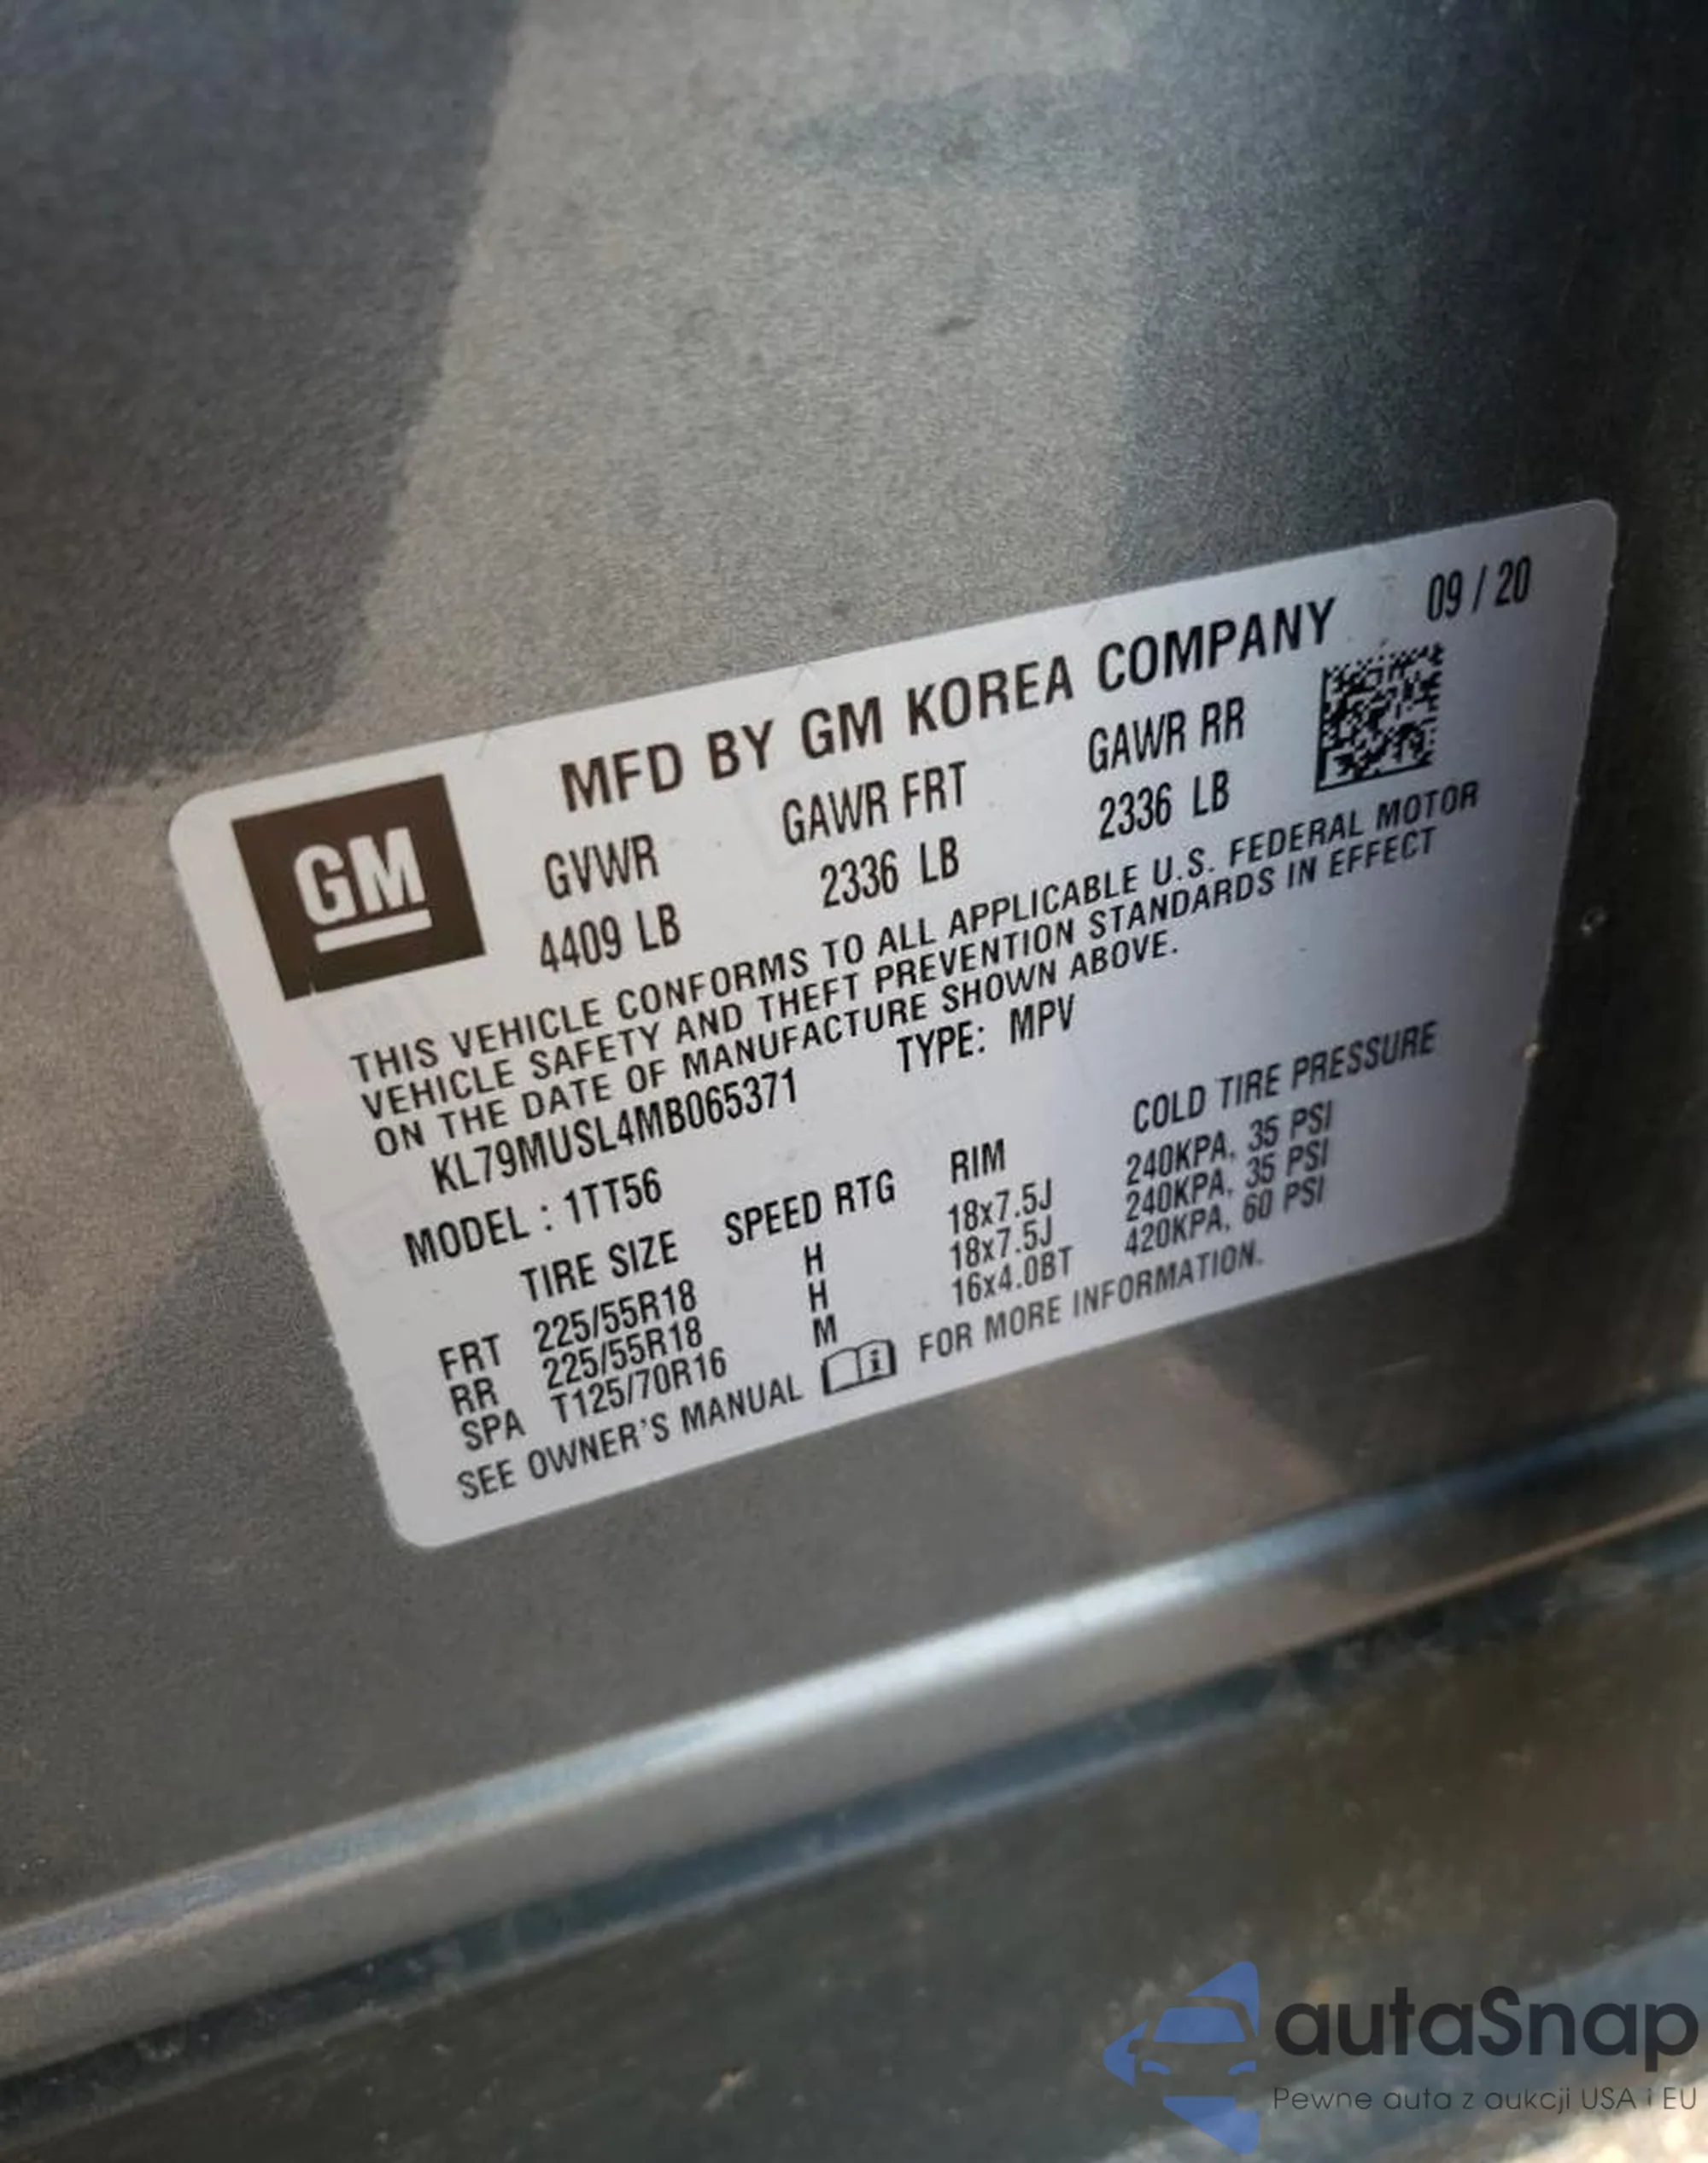 MFD BY GM KOREA COMPANY 09 / 20
GM
GVWR GAWR FRT GAWR RR
4409 LB 2336 LB 2336 LB
THIS VEHICLE CONFORMS TO ALL APPLICABLE U.S. FEDERAL MOTOR
VEHICLE SAFETY AND THEFT PREVENTION STANDARDS IN EFFECT
ON THE DATE OF MANUFACTURE SHOWN ABOVE.
KL79MUSL4MB065371 TYPE: MPV
MODEL : 1TT56
TIRE SIZE SPEED RTG RIM COLD TIRE PRESSURE
FRT 225/55R18 H 18x7.5J 240KPA, 35 PSI
RR 225/55R18 H 18x7.5J 240KPA, 35 PSI
SPA T125/70R16 M 16x4.0BT 420KPA, 60 PSI
SEE OWNER'S MANUAL FOR MORE INFORMATION.
autaSnap
Pewne auta z aukcji USA i EU